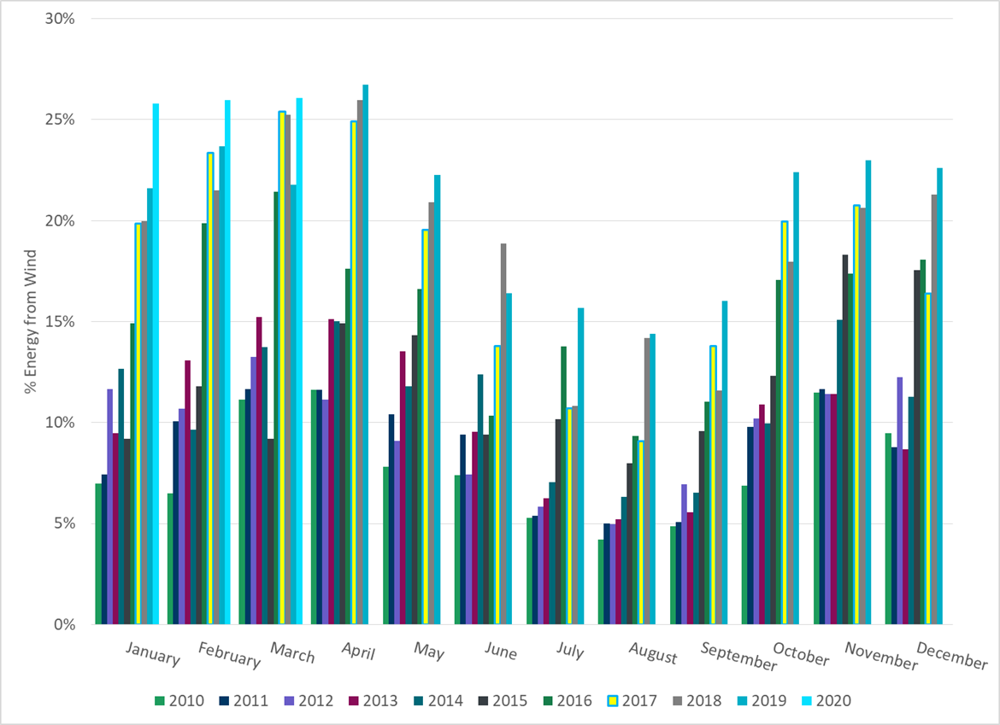 30%
25%
20%
15%
10%
5%
0%
% Energy from Wind
January February March April May June July August September October November December
2010 2011 2012 2013 2014 2015 2016 2017 2018 2019 2020